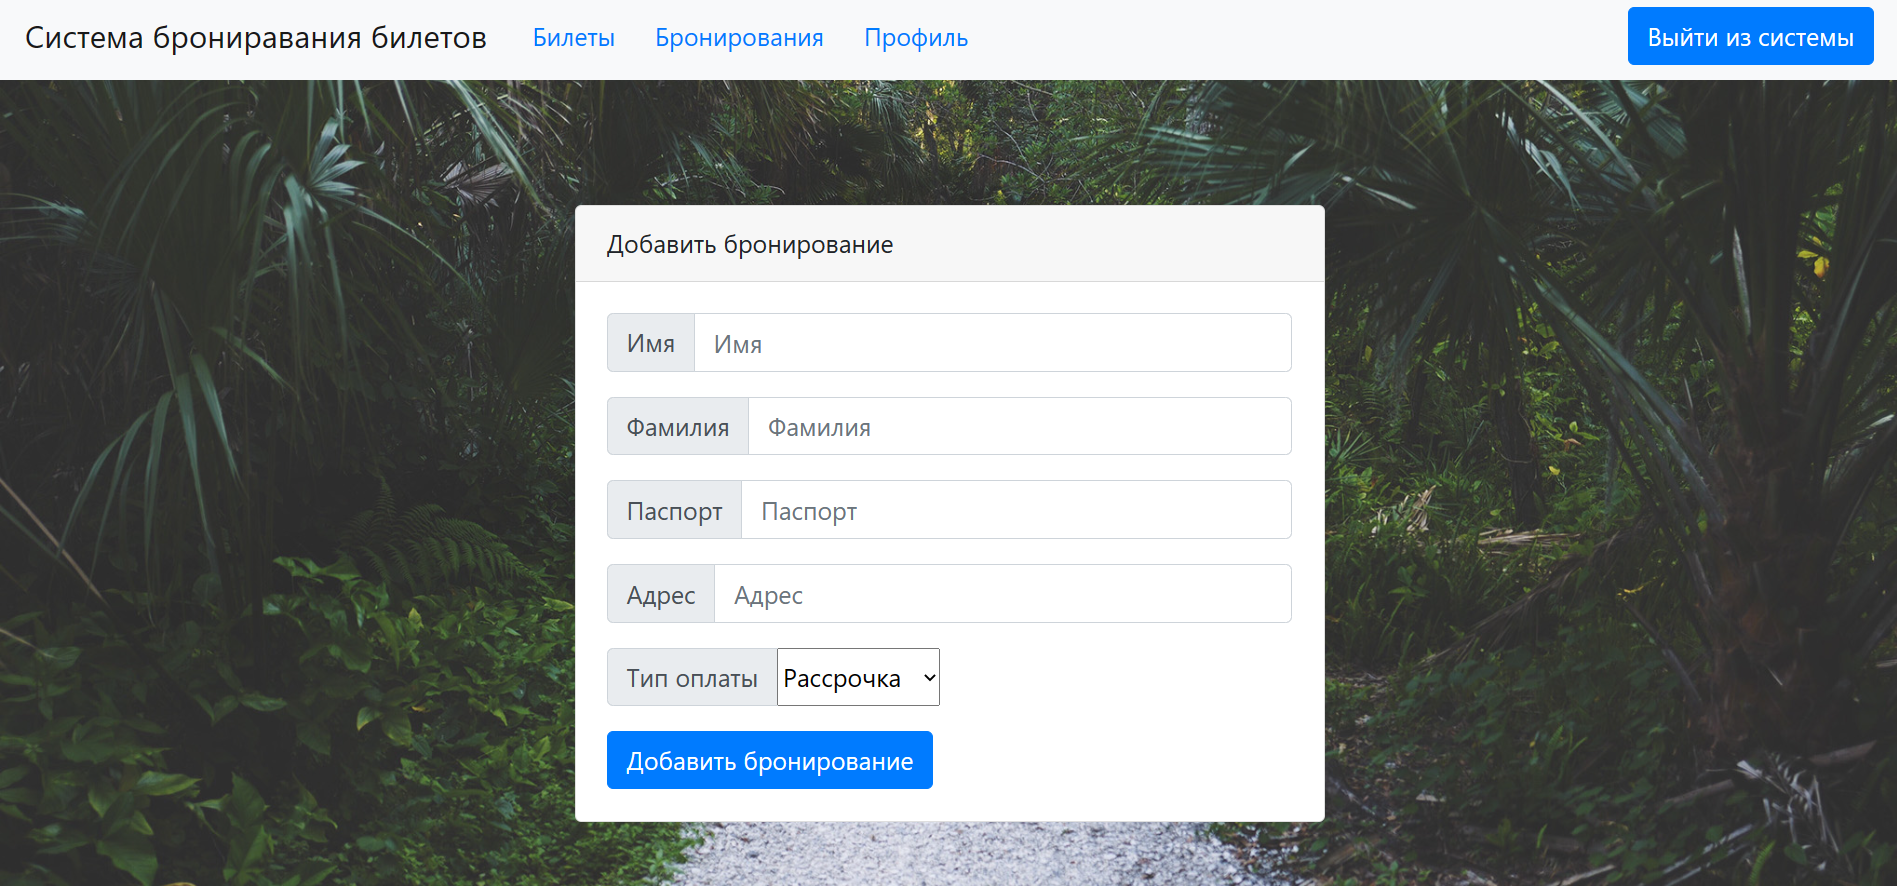 Система брониравания билетов
Билеты
Бронирования
Профиль
Выйти из системы
Добавить бронирование
Имя
Имя
Фамилия
Фамилия
Паспорт
Паспорт
Адрес
Адрес
Тип оплаты
Рассрочка
Добавить бронирование